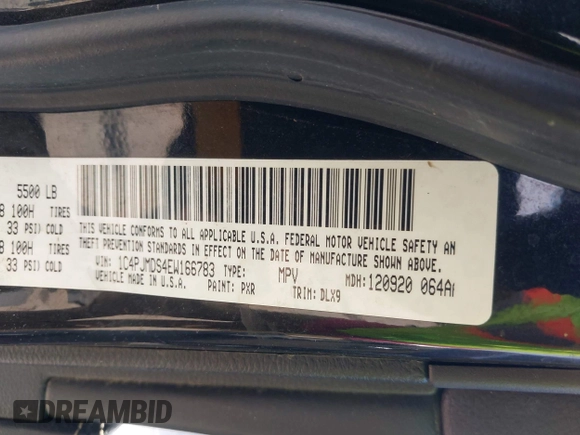 5500 LB
B 100H TIRES
33 PSI) COLD
B 100H TIRES
33 PSI) COLD
THIS VEHICLE CONFORMS TO ALL APPLICABLE U.S.A. FEDERAL MOTOR VEHICLE SAFETY AN
THEFT PREVENTION STANDARDS IN EFFECT ON THE DATE OF MANUFACTURE SHOWN ABOVE.
VIN: 1C4PJMDS4EW166783 TYPE: MPV MDH: 120920 064A
VEHICLE MADE IN U.S.A. PAINT: PXR TRIM: DLX9
DREAMBID